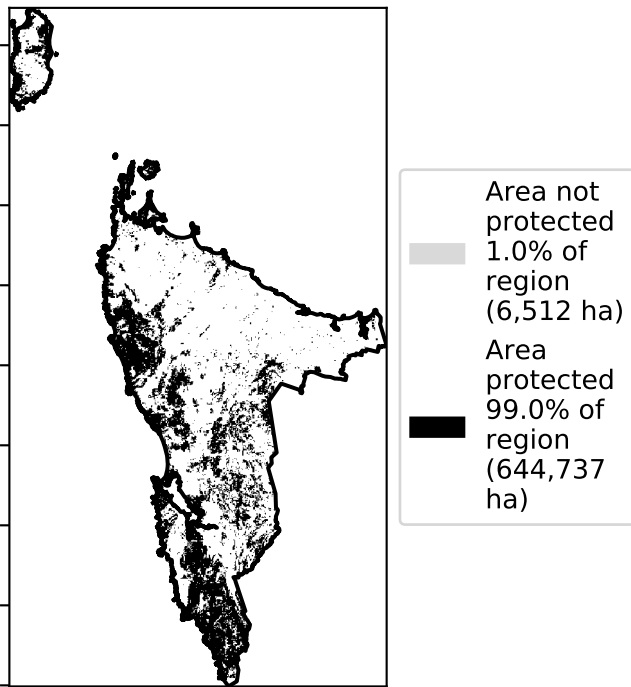 Area not
protected
1.0% of
region
(6,512 ha)
Area
protected
99.0% of
region
(644,737
ha)